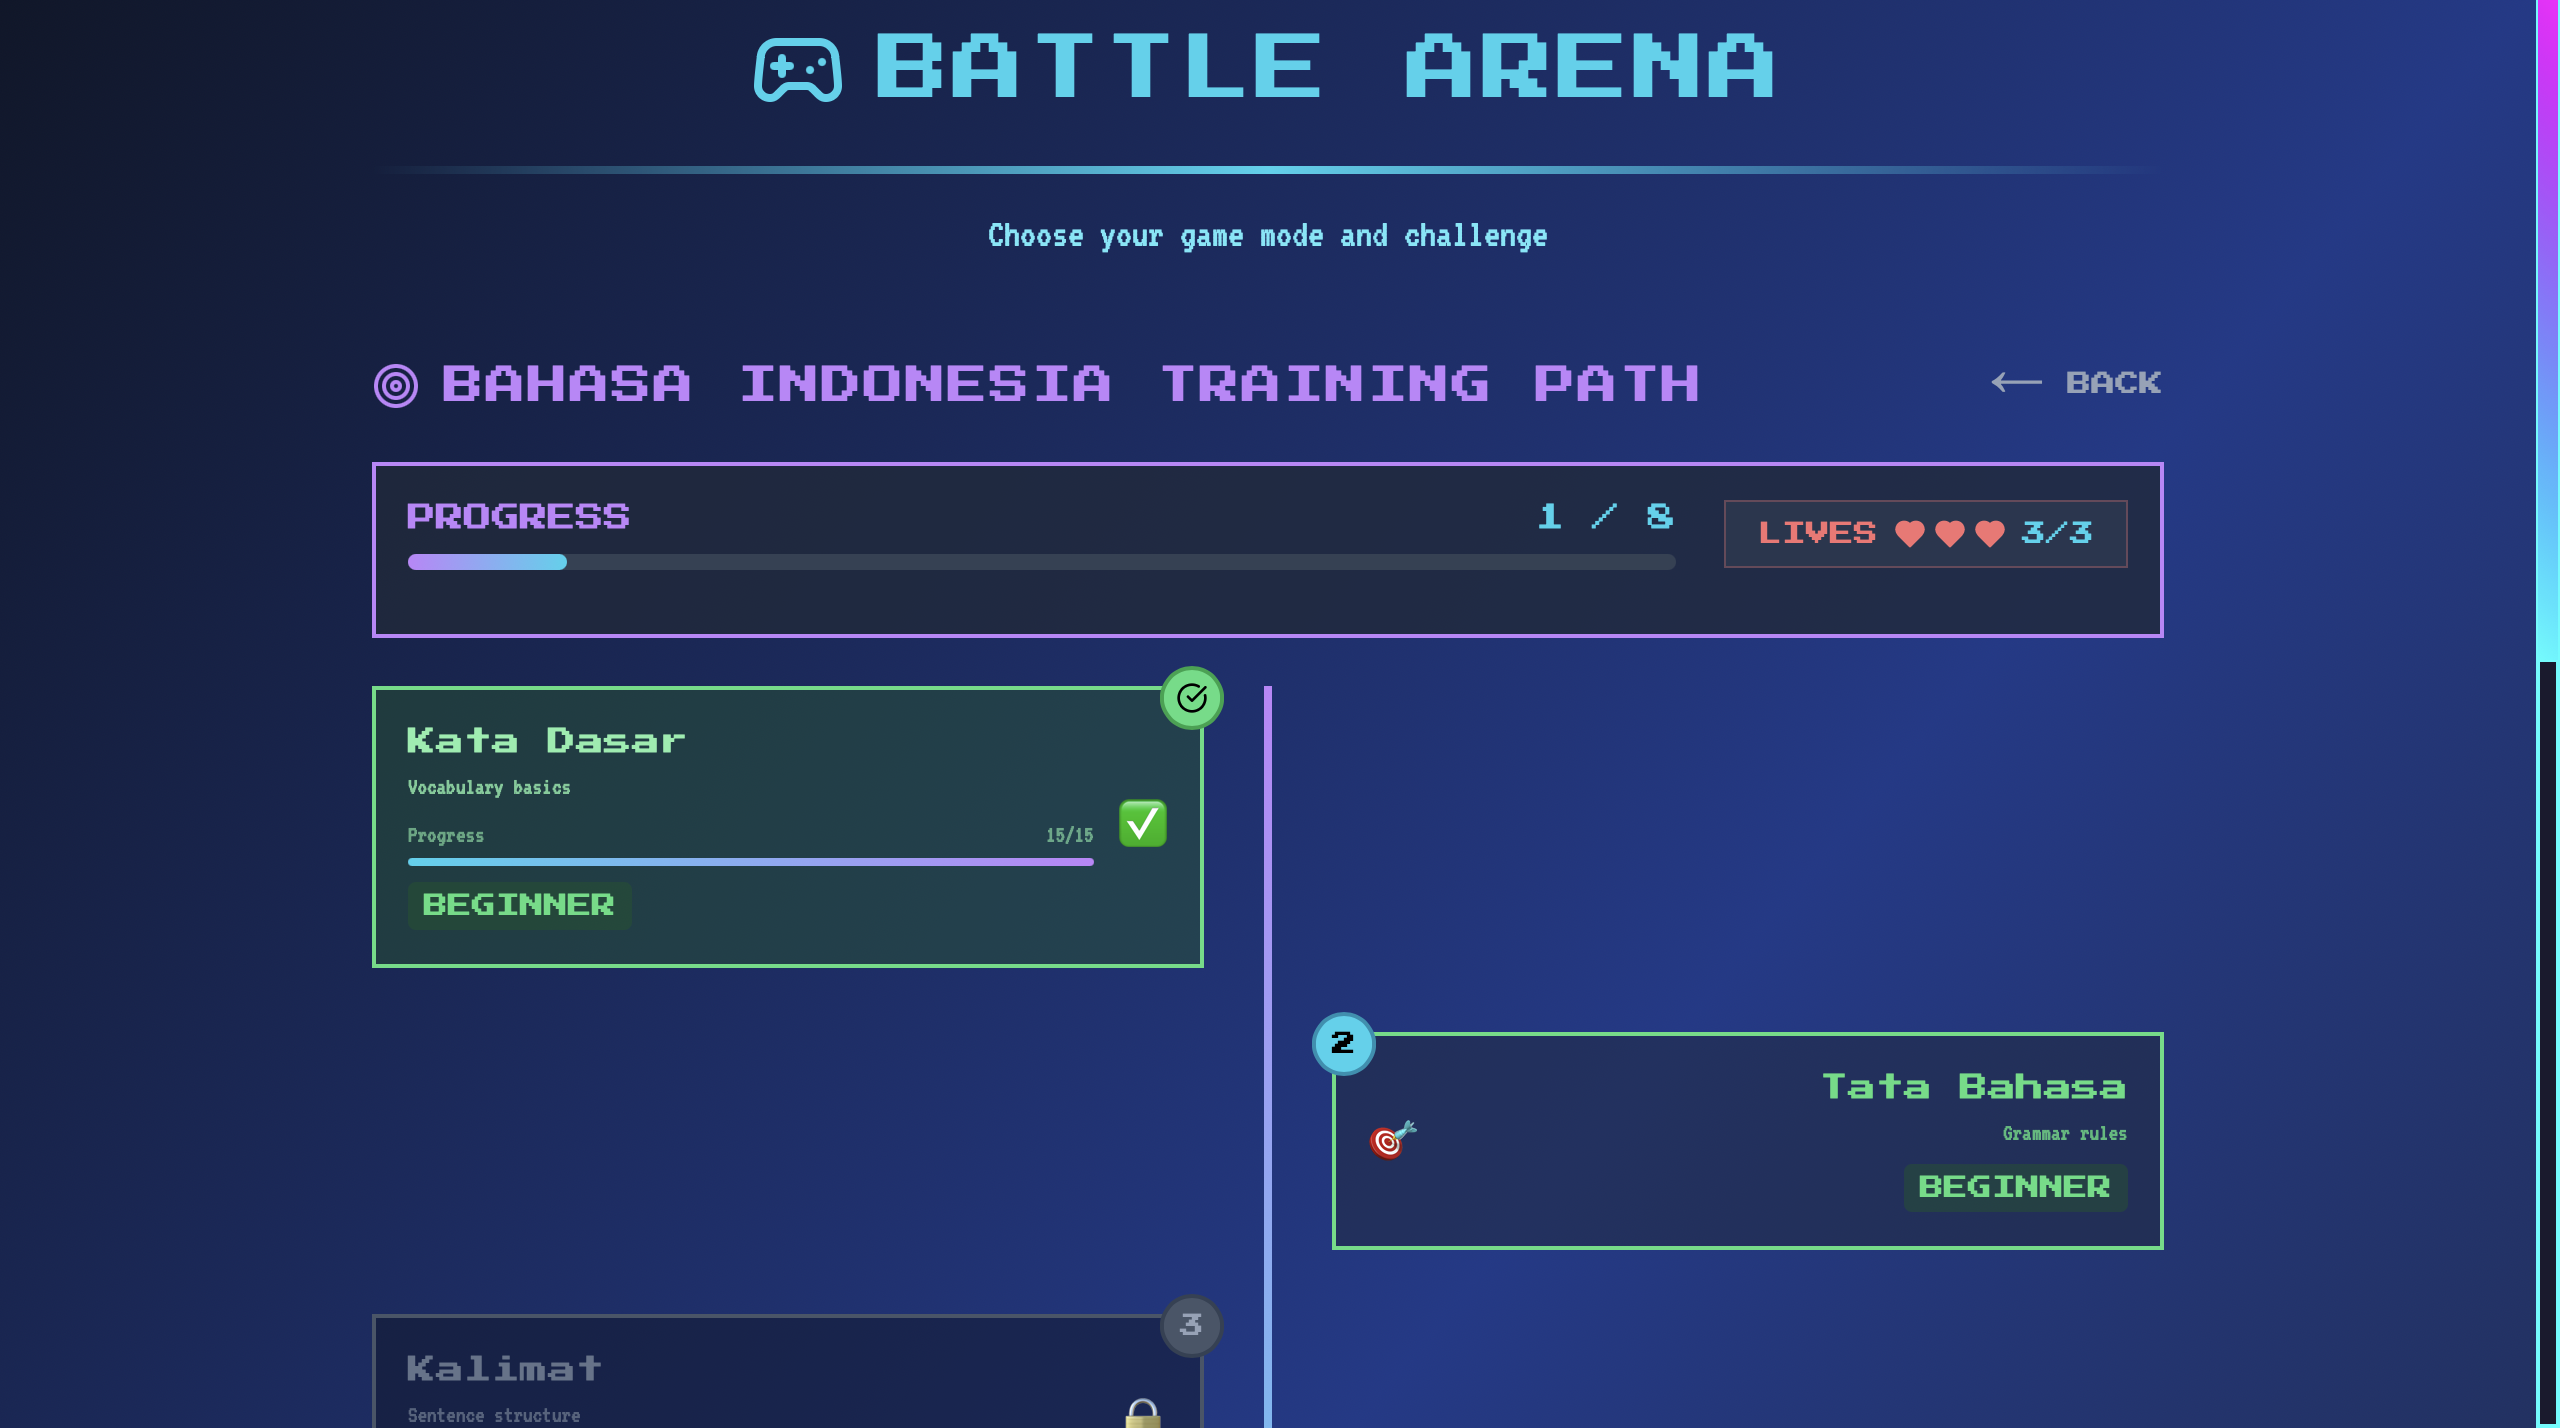 BATTLE ARENA
Choose your game mode and challenge
BAHASA INDONESIA TRAINING PATH
BACK
PROGRESS
1 / 8
LIVES 3/3
Kata Dasar
Vocabulary basics
Progress 15/15
BEGINNER
2
Tata Bahasa
Grammar rules
BEGINNER
3
Kalimat
Sentence structure